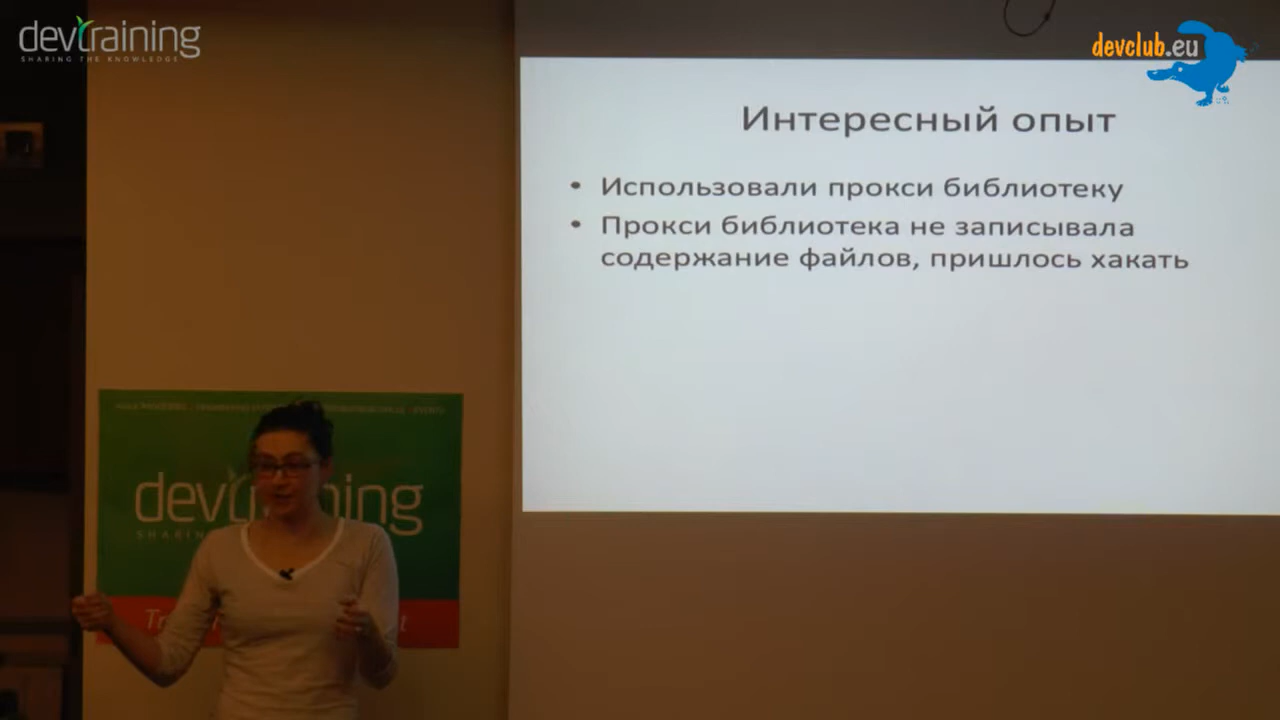 devtraining
SHARING THE KNOWLEDGE
devclub.eu
Интересный опыт
• Использовали прокси библиотеку
• Прокси библиотека не записывала
содержание файлов, пришлось хакать